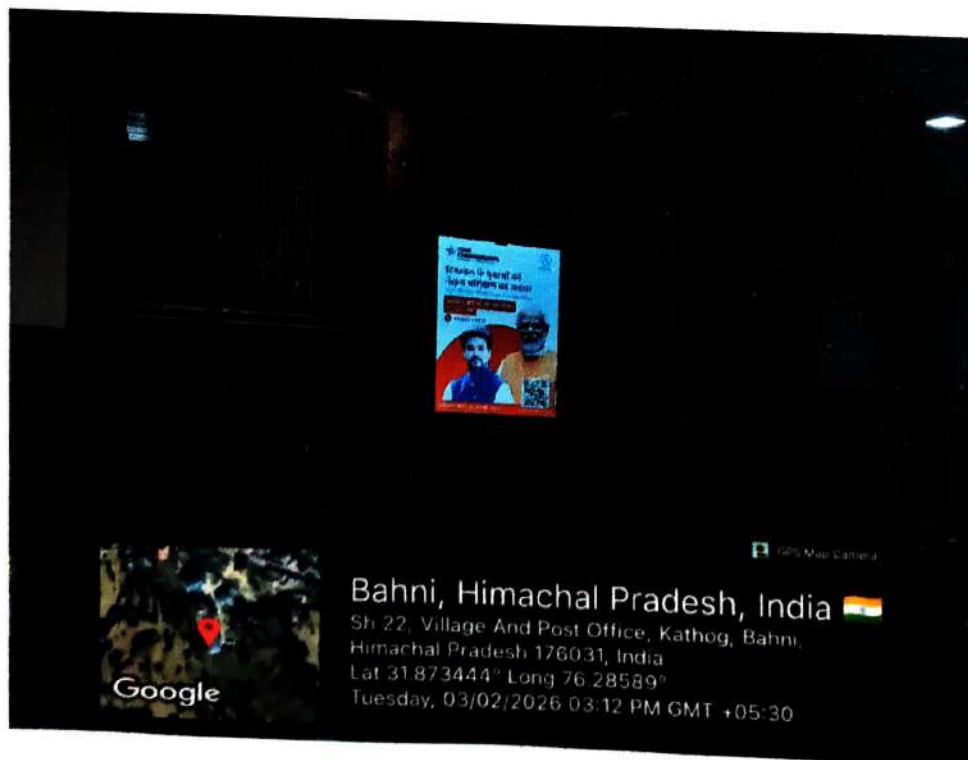 हिमाचल के युवाओं को
GPS Map Camera
Bahni, Himachal Pradesh, India
Sh 22, Village And Post Office, Kathog, Bahni,
Himachal Pradesh 176031, India
Lat 31.873444° Long 76.28589°
Tuesday, 03/02/2026 03:12 PM GMT +05:30
Google